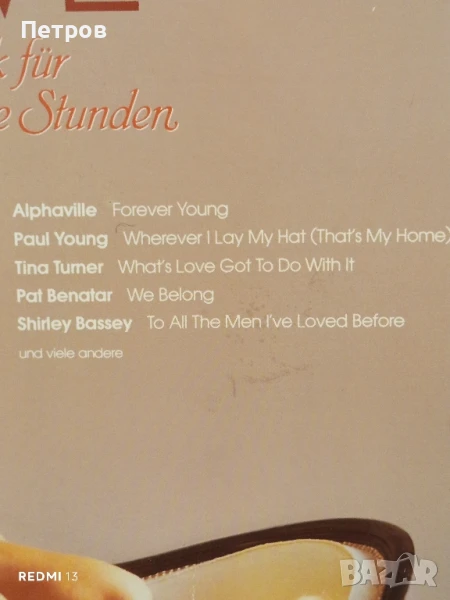 Петров
für
Stunden
Alphaville Forever Young
Paul Young Wherever I Lay My Hat (That's My Home)
Tina Turner What's Love Got To Do With It
Pat Benatar We Belong
Shirley Bassey To All The Men I've Loved Before
und viele andere
REDMI 13
BAZAR